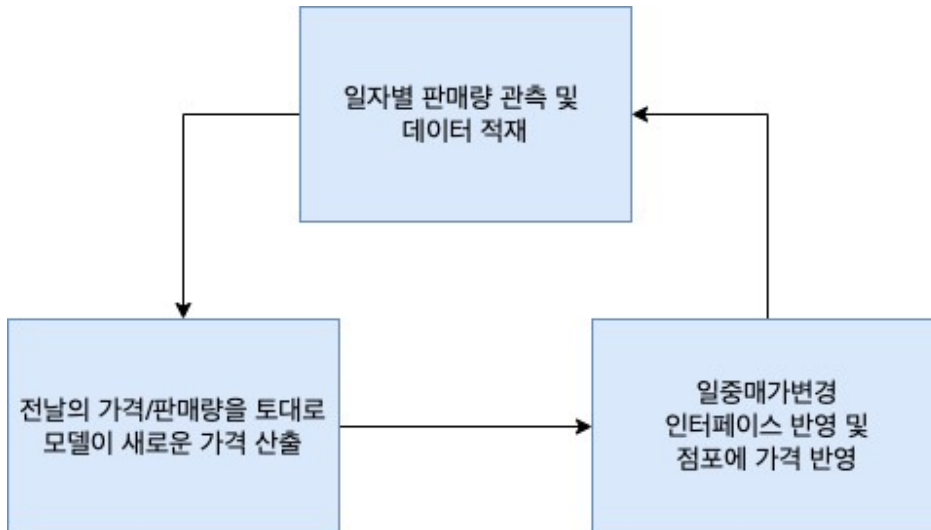 일자별 판매량 관측 및
데이터 적재
전날의 가격/판매량을 토대로
모델이 새로운 가격 산출
일중매가변경
인터페이스 반영 및
점포에 가격 반영